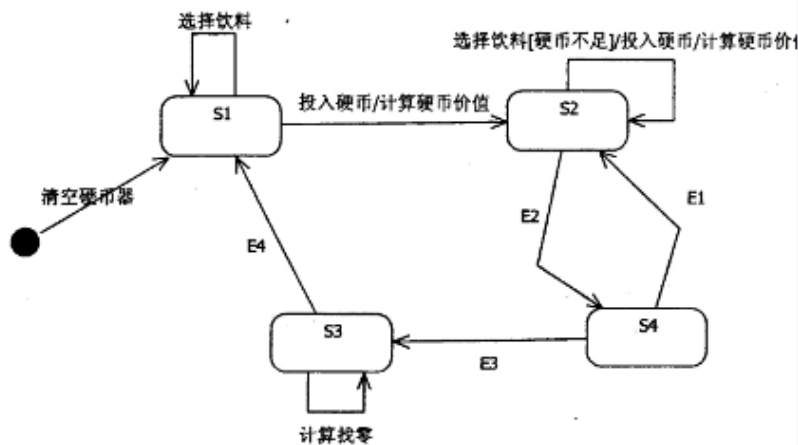 选择饮料
选择饮料[硬币不足]/投入硬币/计算硬币价值
S1
投入硬币/计算硬币价值
S2
清空硬币器
E4
E2
E1
S3
S4
E3
计算找零